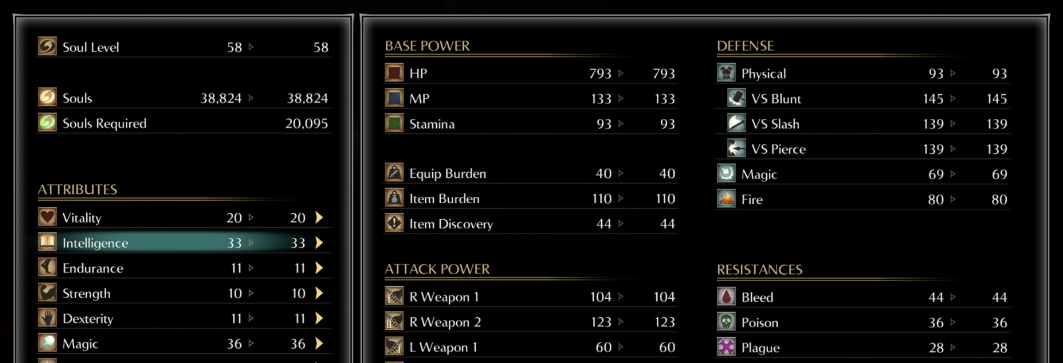 Soul Level 58 58
Souls 38,824 38,824
Souls Required 20,095
ATTRIBUTES
Vitality 20 20
Intelligence 33 33
Endurance 11 11
Strength 10 10
Dexterity 11 11
Magic 36 36
BASE POWER
HP 793 793
MP 133 133
Stamina 93 93
Equip Burden 40 40
Item Burden 110 110
Item Discovery 44 44
ATTACK POWER
R Weapon 1 104 104
R Weapon 2 123 123
L Weapon 1 60 60
DEFENSE
Physical 93 93
VS Blunt 145 145
VS Slash 139 139
VS Pierce 139 139
Magic 69 69
Fire 80 80
RESISTANCES
Bleed 44 44
Poison 36 36
Plague 28 28